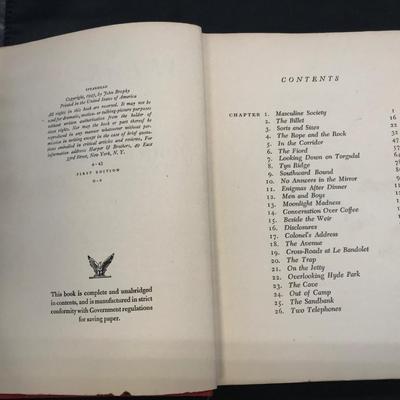 SPEARHEAD
Copyright, 1943, by John Brophy
Printed in the United States of America
All rights in this book are reserved. It may not be
used for dramatic, motion- or talking-picture purposes
without written authorization from the holder of
these rights. Nor may the book or part thereof be
reproduced in any manner whatsoever without per-
mission in writing except in the case of brief quota-
tions embodied in critical articles and reviews. For
information address Harper & Brothers, 49 East
33rd Street, New York, N. Y.
4-43
FIRST EDITION
This book is complete and unabridged
in contents, and is manufactured in strict
conformity with Government regulations
for saving paper.
CONTENTS
CHAPTER 1. Masculine Society 1
2. The Billet 16
3. Sorts and Sizes 22
4. The Rope and the Rock 32
5. In the Corridor 47
6. The Fiord 57
7. Looking Down on Torgsdal 64
8. Tyn Bridge
9. Southward Bound
10. No Answers in the Mirror
11. Enigmas After Dinner
12. Men and Boys
13. Moonlight Madness
14. Conversation Over Coffee
15. Beside the Weir
16. Disclosures
17. Colonel's Address
18. The Avenue
19. Cross-Roads at Le Bandolet
20. The Trap
21. On the Jetty
22. Overlooking Hyde Park
23. The Cave
24. Out of Camp
25. The Sandbank
26. Two Telephones